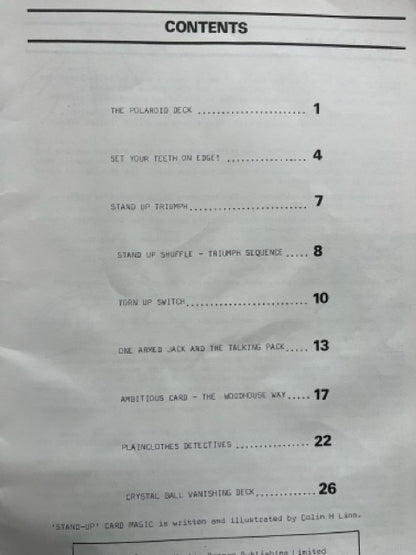 CONTENTS
THE POLAROID DECK ........................ 1
SET YOUR TEETH ON EDGE! .................. 4
STAND UP TRIUMPH.......................... 7
STAND UP SHUFFLE - TRIUMPH SEQUENCE ..... 8
TORN UP SWITCH........................... 10
ONE ARMED JACK AND THE TALKING PACK..... 13
AMBITIOUS CARD - THE WOODHOUSE WAY..... 17
PLAINCLOTHES DETECTIVES ................ 22
CRYSTAL BALL VANISHING DECK............. 26
'STAND-UP' CARD MAGIC is written and illustrated by Colin H Linn.
Publishing Limited